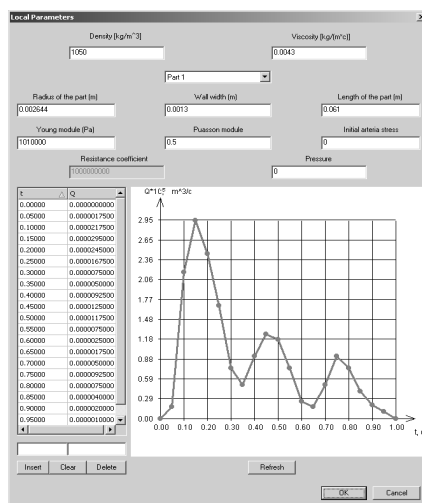 Local Parameters
Density [kg/m^3]
Viscosity [kg/(m*c)]
1050
0.0043
Part 1
Radius of the part (m)
Wall width (m)
Length of the part (m)
0.002644
0.0013
0.061
Young module (Pa)
Puasson module
Initial arteria stress
1010000
0.5
0
Resistance coefficient
Pressure
1000000000
0
t Q
0.00000 0.0000000000
0.05000 0.0000017500
0.10000 0.0000217500
0.15000 0.0000295000
0.20000 0.0000245000
0.25000 0.0000167500
0.30000 0.0000075000
0.35000 0.0000050000
0.40000 0.0000092500
0.45000 0.0000125000
0.50000 0.0000117500
0.55000 0.0000075000
0.60000 0.0000025000
0.65000 0.0000017500
0.70000 0.0000050000
0.75000 0.0000092500
0.80000 0.0000075000
0.85000 0.0000040000
0.90000 0.0000020000
0.95000 0.0000010000
m^3/c
2.95
2.65
2.36
2.06
1.77
1.48
1.18
0.88
0.59
0.29
0.00
0.00 0.10 0.20 0.30 0.40 0.50 0.60 0.70 0.80 0.90 1.00
t,
Insert
Clear
Delete
Refresh
OK
Cancel